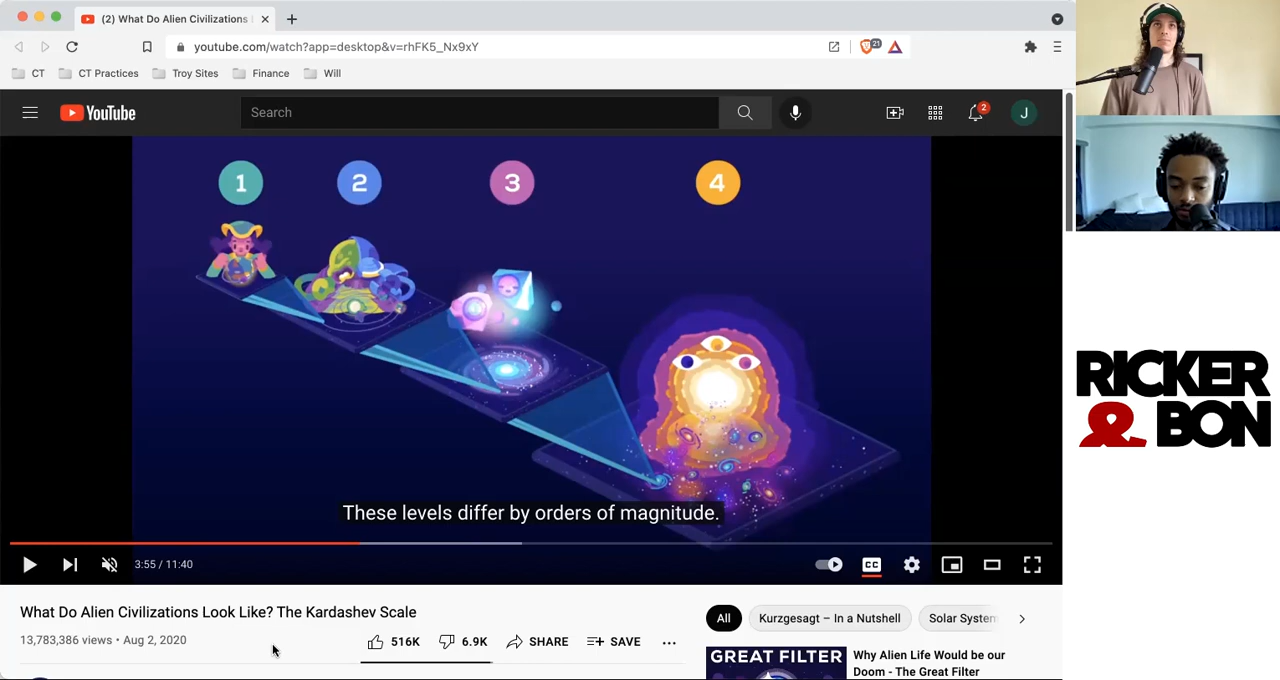 (2) What Do Alien Civilizations
youtube.com/watch?app=desktop&v=rhFK5_Nx9xY
21
CT
CT Practices
Troy Sites
Finance
Will
YouTube
Search
2
J
1
2
3
4
These levels differ by orders of magnitude.
3:55 / 11:40
CC
What Do Alien Civilizations Look Like? The Kardashev Scale
13,783,386 views • Aug 2, 2020
516K
6.9K
SHARE
SAVE
All
Kurzgesagt – In a Nutshell
Solar System
GREAT FILTER
Why Alien Life Would be our
Doom - The Great Filter
RICKER
& BON